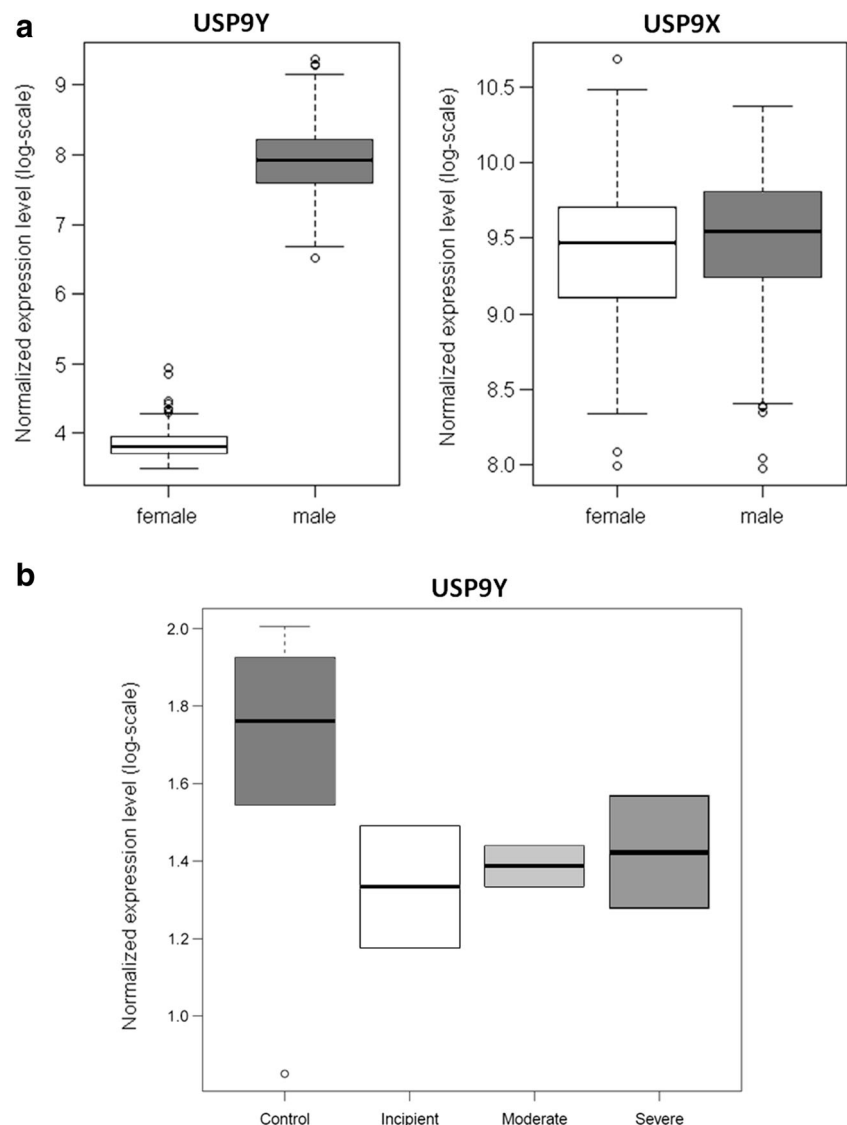 a
USP9Y
USP9X
Normalized expression level (log-scale)
9
8
7
6
5
4
female male
Normalized expression level (log-scale)
10.5
10.0
9.5
9.0
8.5
8.0
female male
b
USP9Y
Normalized expression level (log-scale)
2.0
1.8
1.6
1.4
1.2
1.0
Control Incipient Moderate Severe